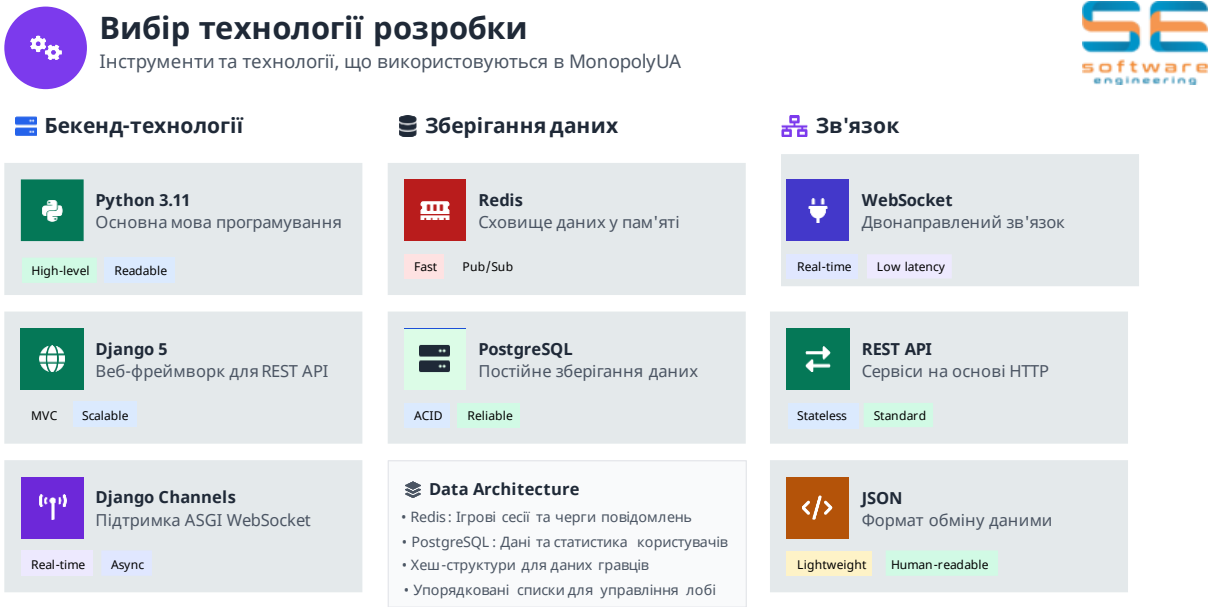 Вибір технології розробки
Інструменти та технології, що використовуються в MonopolyUA
SE
software
engineering
Бекенд-технології
Python 3.11
Основна мова програмування
High-level Readable
Django 5
Веб-фреймворк для REST API
MVC Scalable
Django Channels
Підтримка ASGI WebSocket
Real-time Async
Зберігання даних
Redis
Сховище даних у пам'яті
Fast Pub/Sub
PostgreSQL
Постійне зберігання даних
ACID Reliable
Data Architecture
• Redis: Ігрові сесії та черги повідомлень
• PostgreSQL: Дані та статистика користувачів
• Хеш-структури для даних гравців
• Упорядковані списки для управління лобі
Зв'язок
WebSocket
Двонаправлений зв'язок
Real-time Low latency
REST API
Сервіси на основі HTTP
Stateless Standard
JSON
Формат обміну даними
Lightweight Human-readable